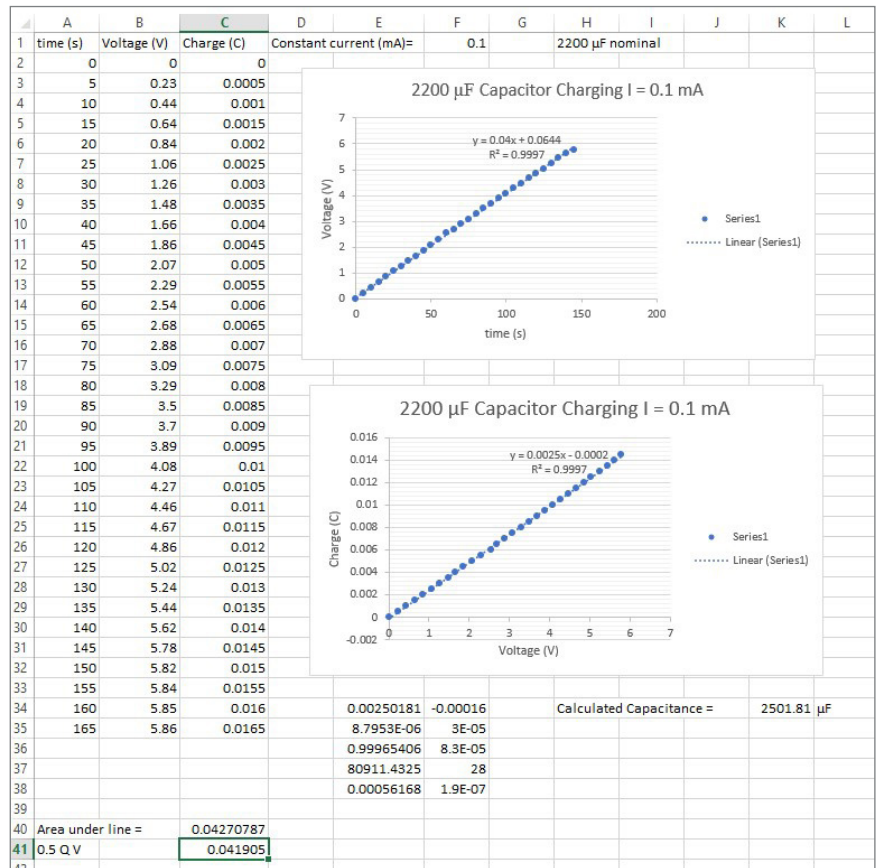 A B C D E F G H I J K L
1 time (s) Voltage (V) Charge (C) Constant current (mA)= 0.1 2200 µF nominal
2 0 0 0
3 5 0.23 0.0005
4 10 0.44 0.001
5 15 0.64 0.0015
6 20 0.84 0.002
7 25 1.06 0.0025
8 30 1.26 0.003
9 35 1.48 0.0035
10 40 1.66 0.004
11 45 1.86 0.0045
12 50 2.07 0.005
13 55 2.29 0.0055
14 60 2.54 0.006
15 65 2.68 0.0065
16 70 2.88 0.007
17 75 3.09 0.0075
18 80 3.29 0.008
19 85 3.5 0.0085
20 90 3.7 0.009
21 95 3.89 0.0095
22 100 4.08 0.01
23 105 4.27 0.0105
24 110 4.46 0.011
25 115 4.67 0.0115
26 120 4.86 0.012
27 125 5.02 0.0125
28 130 5.24 0.013
29 135 5.44 0.0135
30 140 5.62 0.014
31 145 5.78 0.0145
32 150 5.82 0.015
33 155 5.84 0.0155
34 160 5.85 0.016 0.00250181 -0.00016 Calculated Capacitance = 2501.81 µF
35 165 5.86 0.0165 8.7953E-06 3E-05
36 0.99965406 8.3E-05
37 80911.4325 28
38 0.00056168 1.9E-07
39
40 Area under line = 0.04270787
41 0.5 Q V 0.041905
2200 µF Capacitor Charging I = 0.1 mA
7
6
5
4
3
2
1
0
Voltage (V)
y = 0.04x + 0.0644
R² = 0.9997
0 50 100 150 200
time (s)
Series1
Linear (Series1)
2200 µF Capacitor Charging I = 0.1 mA
0.016
0.014
0.012
0.01
0.008
0.006
0.004
0.002
0
-0.002
Charge (C)
y = 0.0025x - 0.0002
R² = 0.9997
0 1 2 3 4 5 6 7
Voltage (V)
Series1
Linear (Series1)